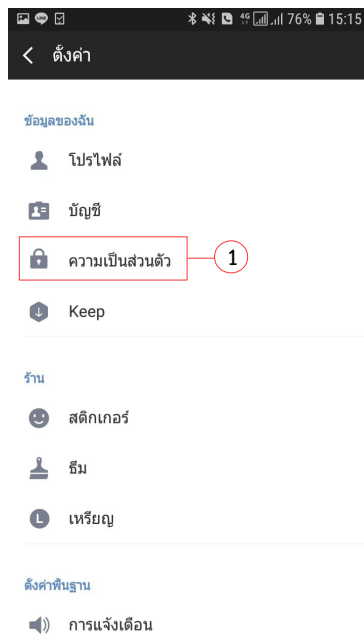 4G 76% 15:15
ตั้งค่า
ข้อมูลของฉัน
โปรไฟล์
บัญชี
ความเป็นส่วนตัว 1
Keep
ร้าน
สติกเกอร์
ธีม
L เหรียญ
ตั้งค่าพื้นฐาน
การแจ้งเตือน